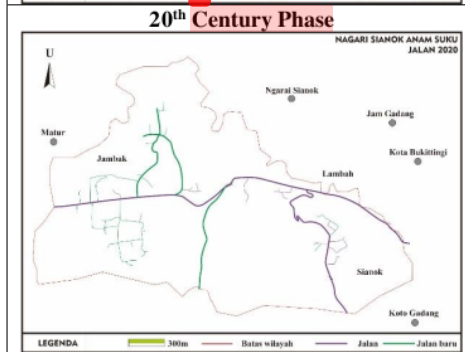 20th Century Phase
NAGARI SIANOK ANAM SUKU
JALAN 2020
U
Ngarai Sianok
Jam Gadang
Matur
Kota Bukittinggi
Jambak
Lambah
Sianok
Koto Gadang
LEGENDA 300m Batas wilayah Jalan Jalan baru